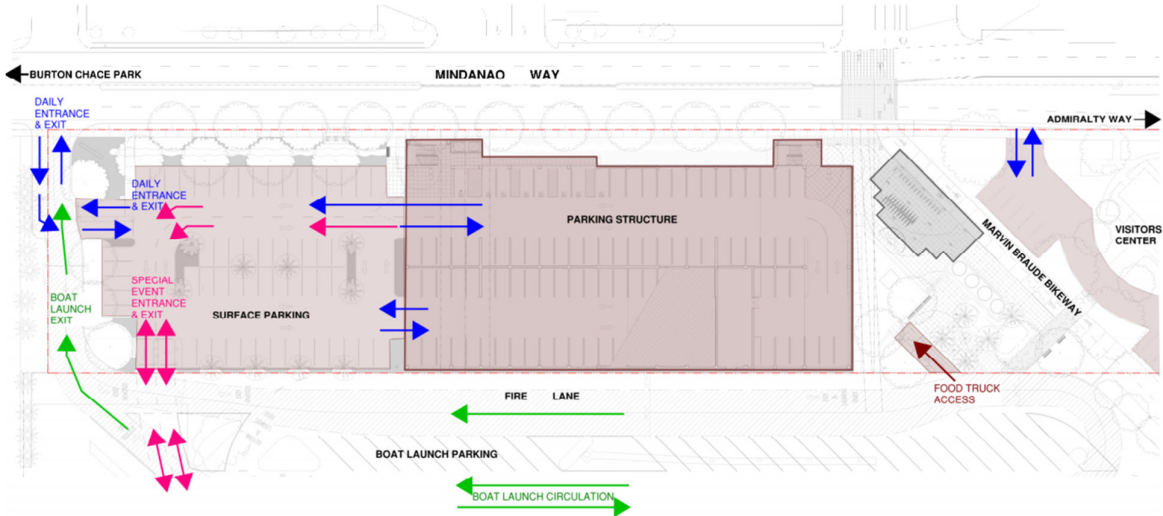 BURTON CHACE PARK
MINDANAO WAY
DAILY
ENTRANCE
& EXIT
ADMIRALTY WAY
DAILY
ENTRANCE
& EXIT
PARKING STRUCTURE
MARVIN BRAUDE BIKEWAY
VISITORS
CENTER
SPECIAL
EVENT
ENTRANCE
& EXIT
BOAT
LAUNCH
EXIT
SURFACE PARKING
FOOD TRUCK
ACCESS
FIRE LANE
BOAT LAUNCH PARKING
BOAT LAUNCH CIRCULATION